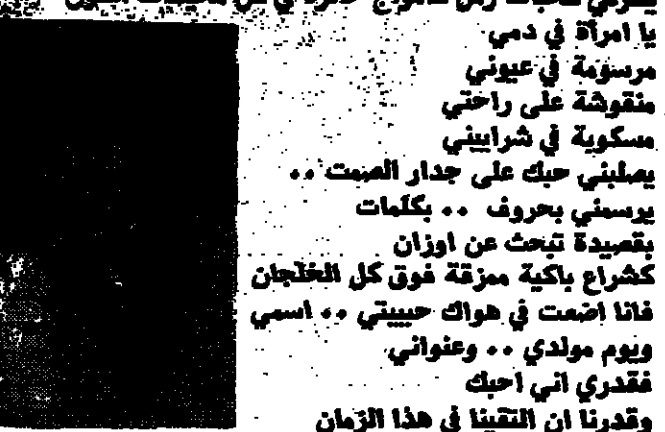 يا امرأة في دمي
مرسومة في عيوني
منقوشة على راحتي
مسكوبة في شراييني
يصلبني حبك على جدار الصمت ..
يرسمني بحروف .. بكلمات
بقصيدة تبحث عن اوزان
كشراع باكية ممزقة فوق كل الخلجان
فانا اضعت في هواك حبيبتي .. اسمي
ويوم مولدي .. وعنواني
فقدري اني احبك
وقدرنا ان التقينا في هذا الزمان